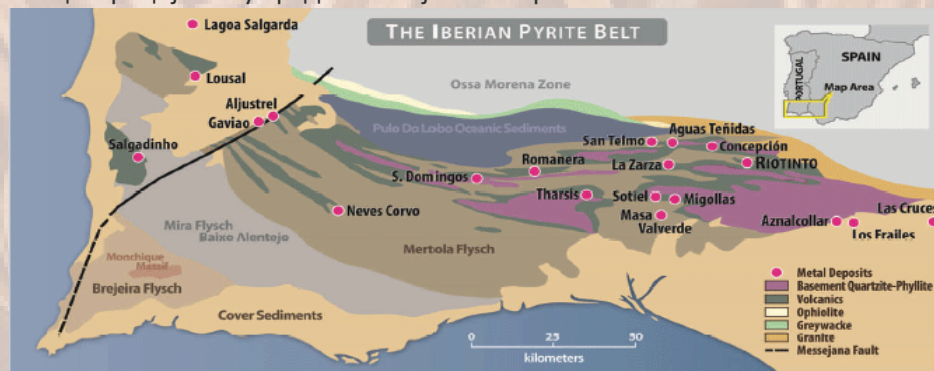 THE IBERIAN PYRITE BELT
Lagoa Salgarda
Lousal
Aljustrel
Gaviao
Salgadinho
Ossa Morena Zone
Pulo Do Lobo Oceanic Sediments
SPAIN
PORTUGAL
Map Area
San Telmo
Aguas Teñidas
Concepción
Romanera
La Zarza
RIOTINTO
S. Domingos
Tharsis
Sotiel
Migollas
Neves Corvo
Masa
Valverde
Aznalcollar
Las Cruces
Los Frailes
Mira Flysch
Baixo Alentejo
Mertola Flysch
Monchique
Massif
Brejeira Flysch
Cover Sediments
0 25 50
kilometers
Metal Deposits
Basement Quartzite-Phyllite
Volcanics
Ophiolite
Greywacke
Granite
Messejana Fault